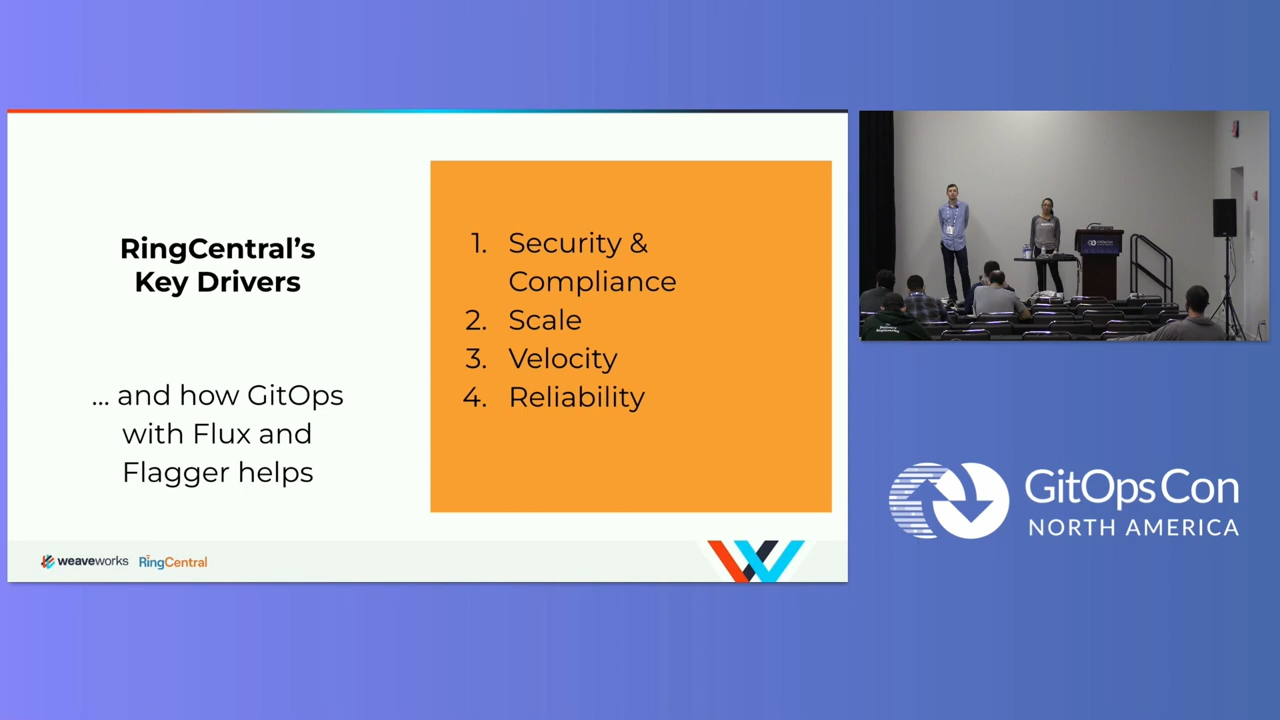 RingCentral’s
Key Drivers
... and how GitOps
with Flux and
Flagger helps
1. Security &
Compliance
2. Scale
3. Velocity
4. Reliability
weaveworks RingCentral
GitOpsCon
NORTH AMERICA